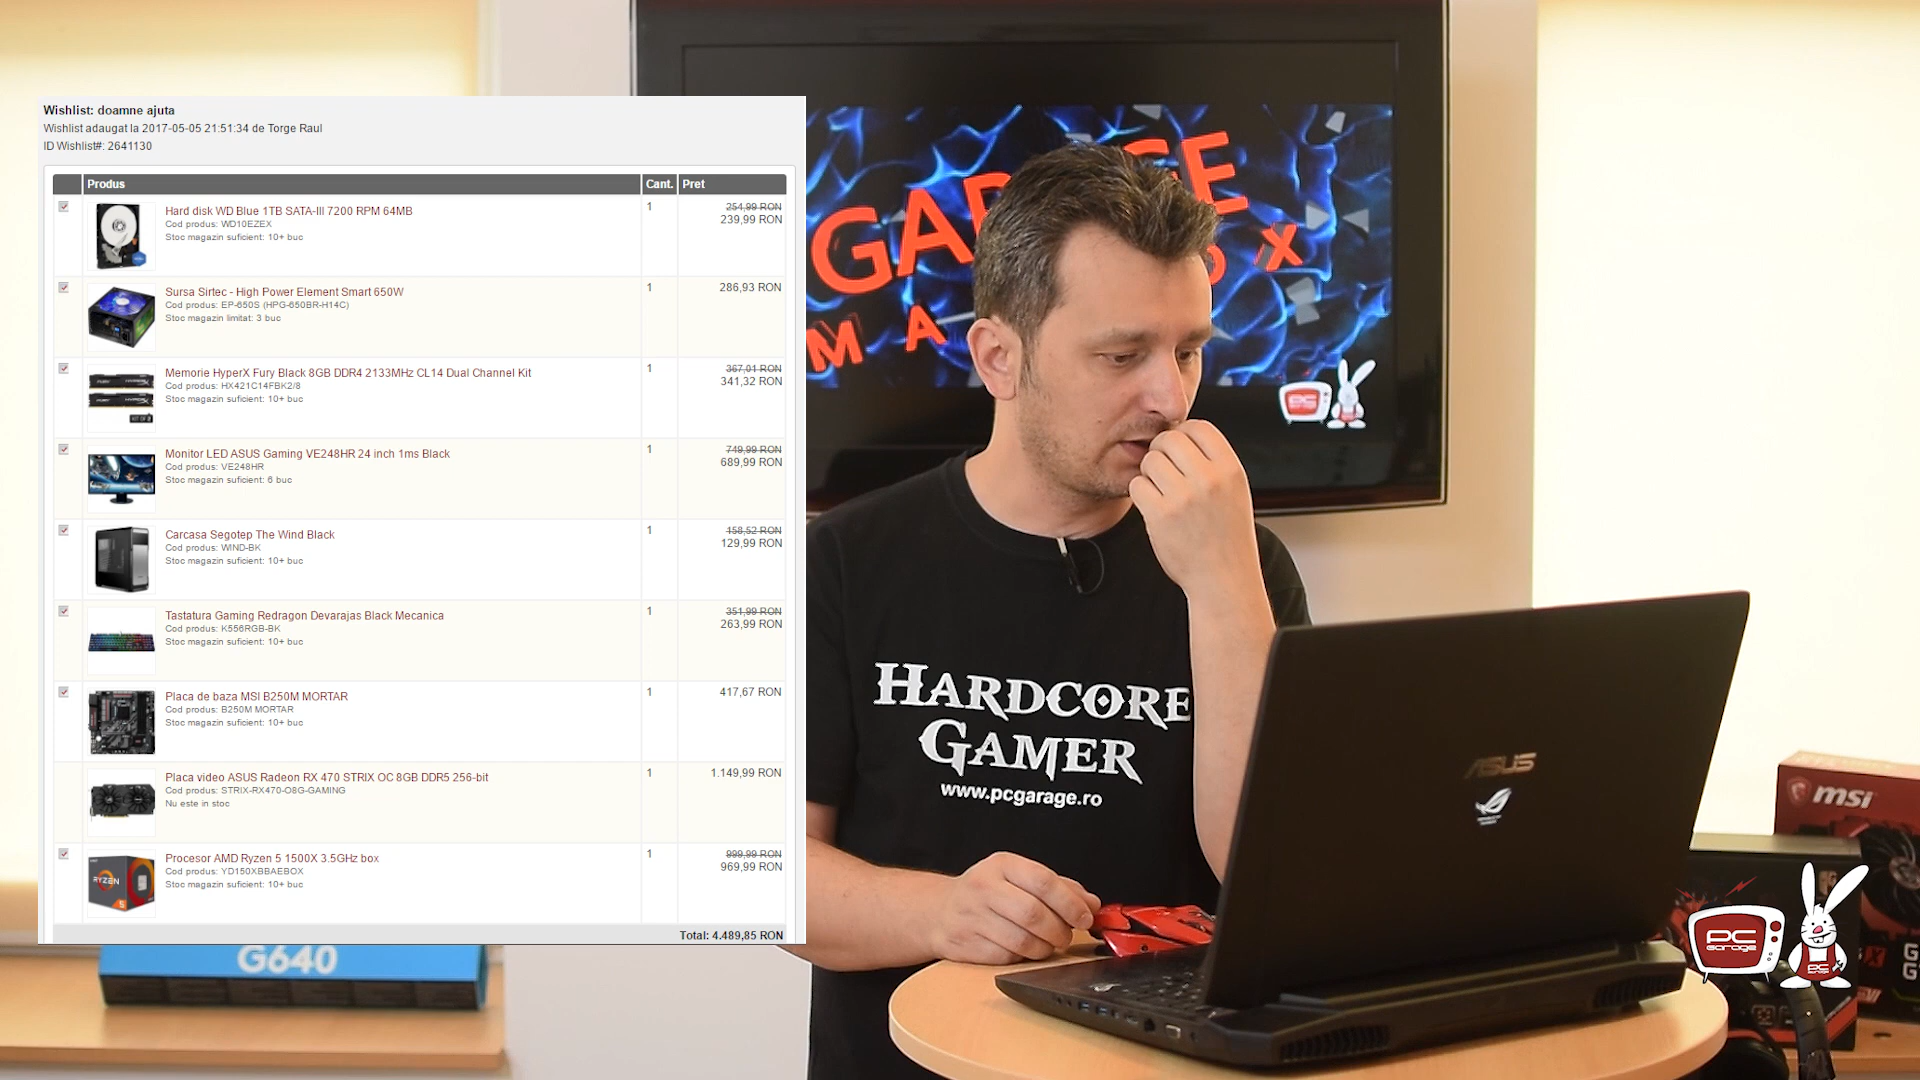 Wishlist: doamne ajuta
Wishlist adaugat la 2017-05-05 21:51:34 de Torge Raul
ID Wishlist#: 2641130
Produs Cant. Pret
Hard disk WD Blue 1TB SATA-III 7200 RPM 64MB 1 254,99 RON
Cod produs: WD10EZEX 239,99 RON
Stoc magazin suficient: 10+ buc
Sursa Sirtec - High Power Element Smart 650W 1 286,93 RON
Cod produs: EP-650S (HPG-650BR-H14C)
Stoc magazin limitat: 3 buc
Memorie HyperX Fury Black 8GB DDR4 2133MHz CL14 Dual Channel Kit 1 367,01 RON
Cod produs: HX421C14FBK2/8 341,32 RON
Stoc magazin suficient: 10+ buc
Monitor LED ASUS Gaming VE248HR 24 inch 1ms Black 1 749,99 RON
Cod produs: VE248HR 689,99 RON
Stoc magazin suficient: 6 buc
Carcasa Segotep The Wind Black 1 158,52 RON
Cod produs: WIND-BK 129,99 RON
Stoc magazin suficient: 10+ buc
Tastatura Gaming Redragon Devarajas Black Mecanica 1 351,99 RON
Cod produs: K556RGB-BK 263,99 RON
Stoc magazin suficient: 10+ buc
Placa de baza MSI B250M MORTAR 1 417,67 RON
Cod produs: B250M MORTAR
Stoc magazin suficient: 10+ buc
Placa video ASUS Radeon RX 470 STRIX OC 8GB DDR5 256-bit 1 1.149,99 RON
Cod produs: STRIX-RX470-O8G-GAMING
Nu este in stoc
Procesor AMD Ryzen 5 1500X 3.5GHz box 1 999,99 RON
Cod produs: YD150XBBAEBOX 969,99 RON
Stoc magazin suficient: 10+ buc
RYZEN
5
Total: 4.489,85 RON
G640
GARAGE
MA
OX
PC
HARDCORE
GAMER
www.pcgarage.ro
ASUS
msi
PC
Garage
PC